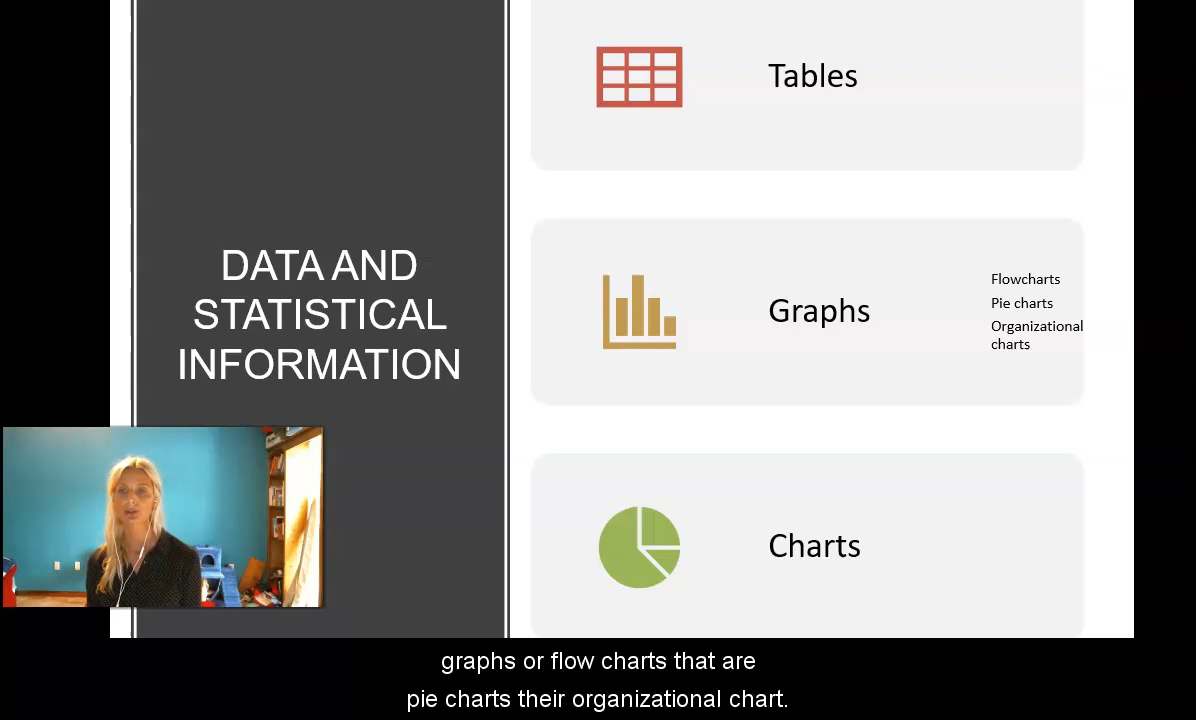 DATA AND
STATISTICAL
INFORMATION
Tables
Graphs
Flowcharts
Pie charts
Organizational
charts
Charts
graphs or flow charts that are
pie charts their organizational chart.